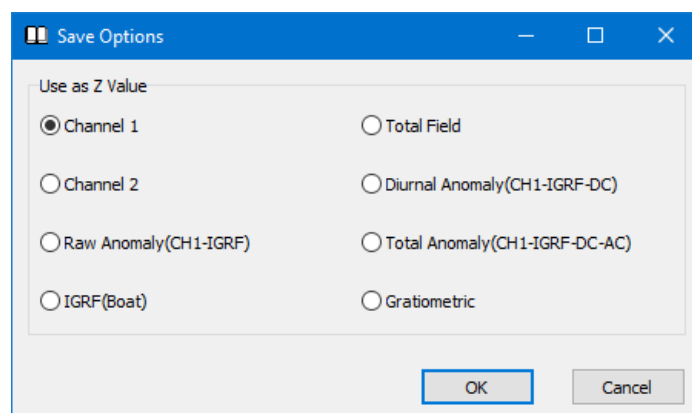 Save Options
Use as Z Value
Channel 1
Total Field
Channel 2
Diurnal Anomaly(CH1-IGRF-DC)
Raw Anomaly(CH1-IGRF)
Total Anomaly(CH1-IGRF-DC-AC)
IGRF(Boat)
Gratiometric
OK
Cancel